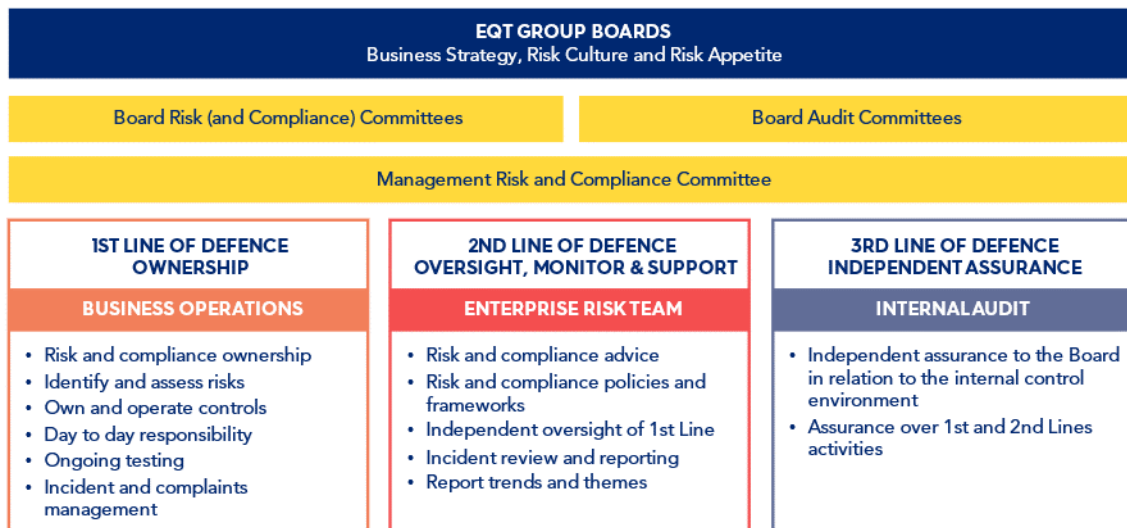 EQT GROUP BOARDS
Business Strategy, Risk Culture and Risk Appetite
Board Risk (and Compliance) Committees
Board Audit Committees
Management Risk and Compliance Committee
1ST LINE OF DEFENCE
OWNERSHIP
BUSINESS OPERATIONS
• Risk and compliance ownership
• Identify and assess risks
• Own and operate controls
• Day to day responsibility
• Ongoing testing
• Incident and complaints
management
2ND LINE OF DEFENCE
OVERSIGHT, MONITOR & SUPPORT
ENTERPRISE RISK TEAM
• Risk and compliance advice
• Risk and compliance policies and
frameworks
• Independent oversight of 1st Line
• Incident review and reporting
• Report trends and themes
3RD LINE OF DEFENCE
INDEPENDENT ASSURANCE
INTERNAL AUDIT
• Independent assurance to the Board
in relation to the internal control
environment
• Assurance over 1st and 2nd Lines
activities